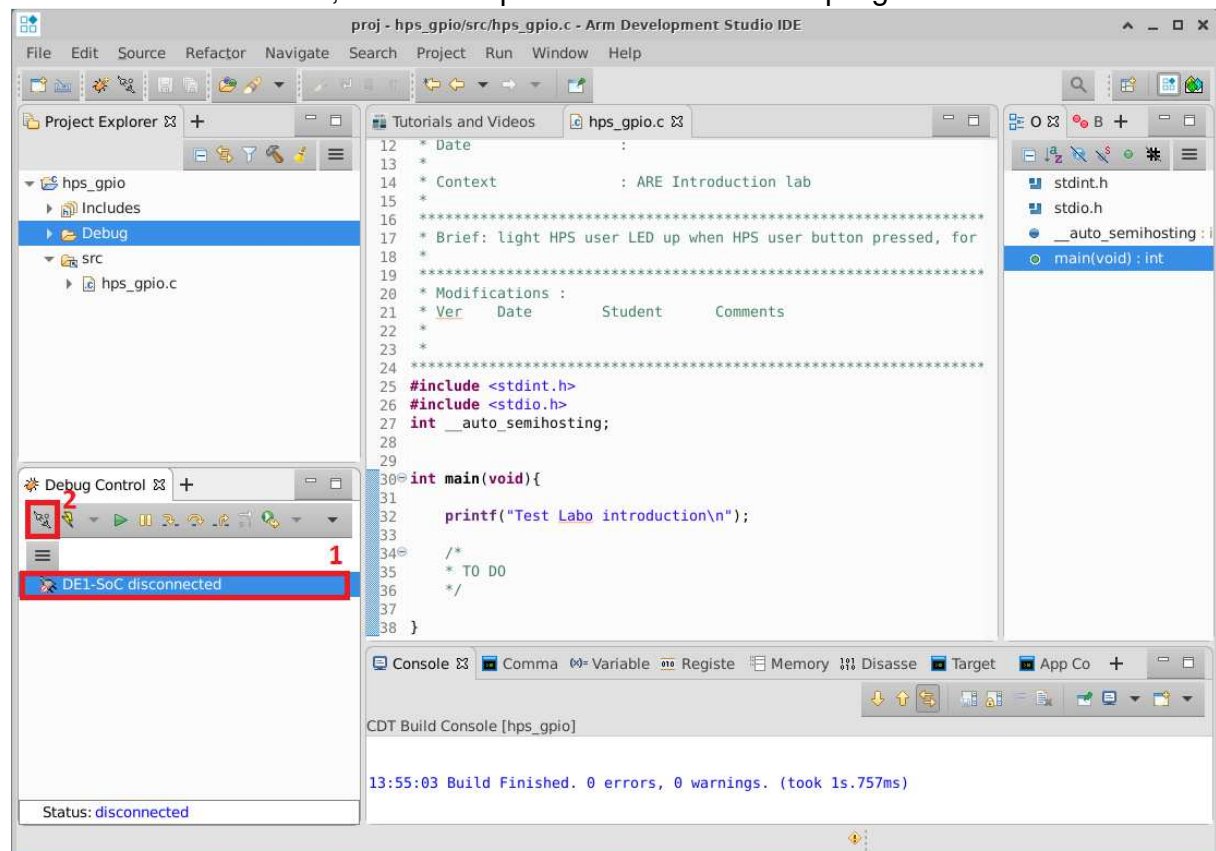 proj - hps_gpio/src/hps_gpio.c - Arm Development Studio IDE
File Edit Source Refactor Navigate Search Project Run Window Help
Project Explorer
hps_gpio
Includes
Debug
src
hps_gpio.c
Tutorials and Videos hps_gpio.c
12 * Date :
13 *
14 * Context : ARE Introduction lab
15 *
16 *****************************************************************
17 * Brief: light HPS user LED up when HPS user button pressed, for
18 *
19 *****************************************************************
20 * Modifications :
21 * Ver Date Student Comments
22 *
23 *
24 *****************************************************************
25 #include <stdint.h>
26 #include <stdio.h>
27 int __auto_semihosting;
28
29
30 int main(void){
31
32 printf("Test Labo introduction\n");
33
34 /*
35 * TO DO
36 */
37
38 }
O B
stdint.h
stdio.h
__auto_semihosting : i
main(void) : int
Debug Control
2
1
DE1-SoC disconnected
Status: disconnected
Console Comma Variable Registe Memory Disasse Target App Co
CDT Build Console [hps_gpio]
13:55:03 Build Finished. 0 errors, 0 warnings. (took 1s.757ms)